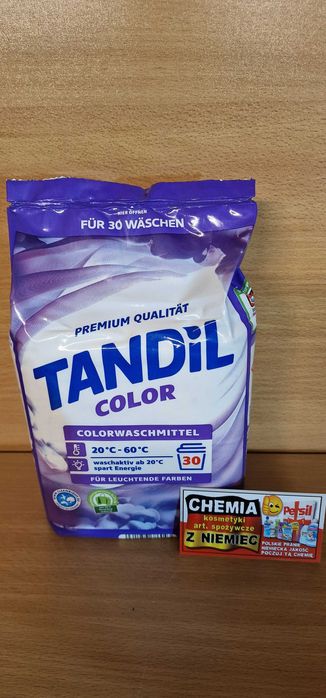 HIER ÖFFNEN
FÜR 30 WÄSCHEN
PREMIUM QUALITÄT
TANDiL
COLOR
COLORWASCHMITTEL
20°C - 60°C
waschaktiv ab 20°C
spart Energie
30
FÜR LEUCHTENDE FARBEN
CHEMIA
kosmetyki
art. spożywcze
Z NIEMIEC
Persil
POLSKIE PRANIE
NIEMIECKA JAKOŚĆ
POCZUJ TĄ CHEMIĘ